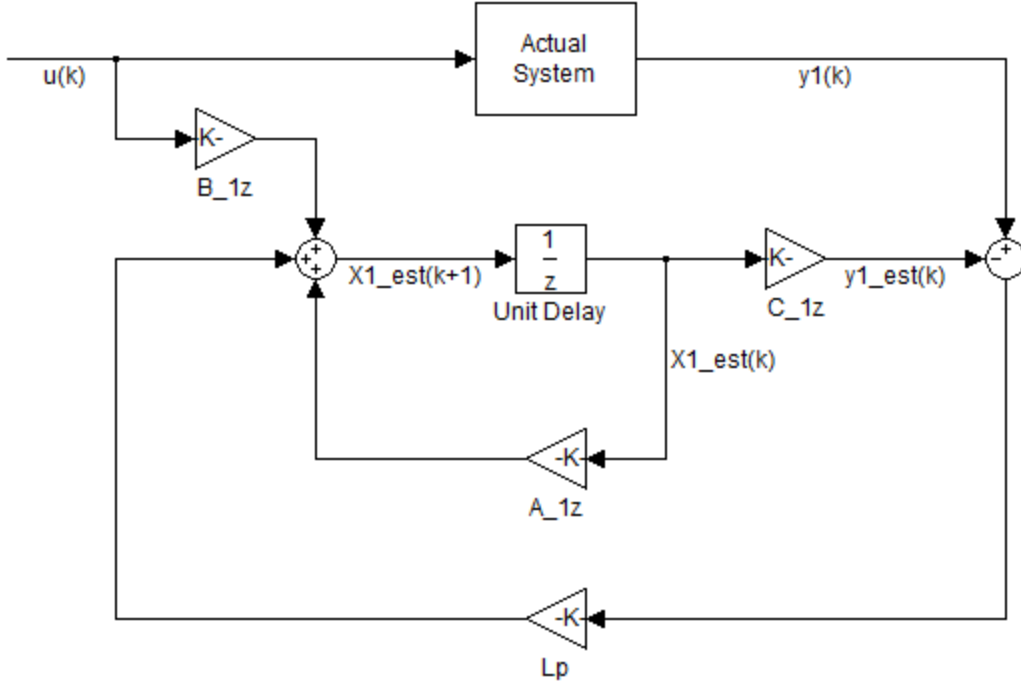 Actual
System
u(k)
y1(k)
K-
B_1z
+
+
+
X1_est(k+1)
1
z
Unit Delay
K-
C_1z
y1_est(k)
+
-
X1_est(k)
-K-
A_1z
-K-
Lp